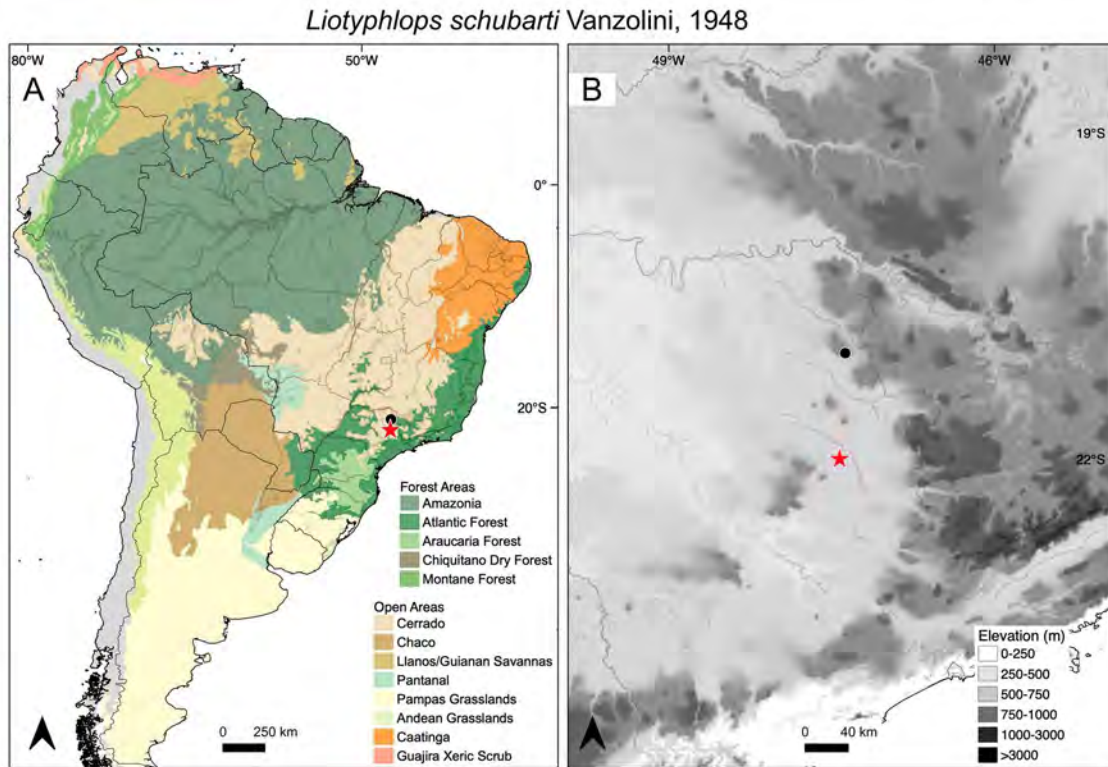 Liotyphlops schubarti Vanzolini, 1948
80°W
50°W
A
0°
20°S
Forest Areas
Amazonia
Atlantic Forest
Araucaria Forest
Chiquitano Dry Forest
Montane Forest
Open Areas
Cerrado
Chaco
Llanos/Guianan Savannas
Pantanal
Pampas Grasslands
Andean Grasslands
Caatinga
Guajira Xeric Scrub
0 250 km
49°W
46°W
B
19°S
22°S
Elevation (m)
0-250
250-500
500-750
750-1000
1000-3000
>3000
0 40 km